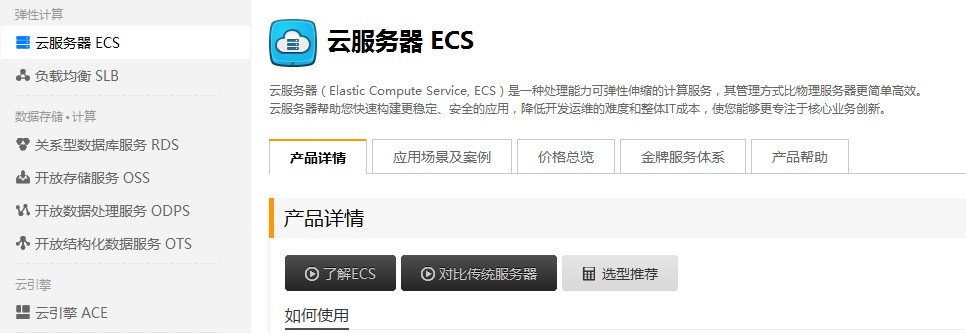 弹性计算
云服务器 ECS
负载均衡 SLB
数据存储•计算
关系型数据库服务 RDS
开放存储服务 OSS
开放数据处理服务 ODPS
开放结构化数据服务 OTS
云引擎
云引擎 ACE
云服务器 ECS
云服务器（Elastic Compute Service, ECS）是一种处理能力可弹性伸缩的计算服务，其管理方式比物理服务器更简单高效。
云服务器帮助您快速构建更稳定、安全的应用，降低开发运维的难度和整体IT成本，使您能够更专注于核心业务创新。
产品详情
应用场景及案例
价格总览
金牌服务体系
产品帮助
产品详情
了解ECS
对比传统服务器
选型推荐
如何使用